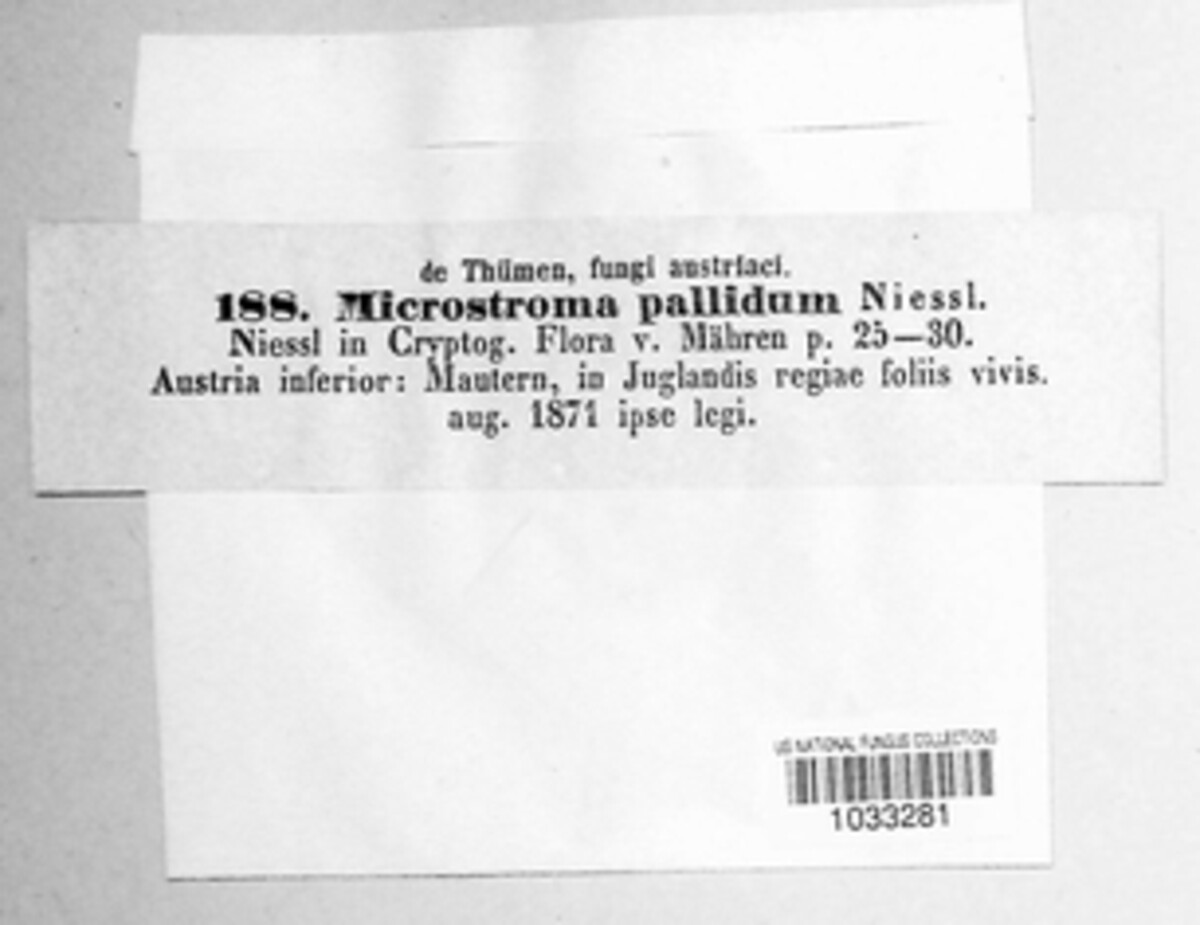 de Thümen, fungi austriaci.
188. Microstroma pallidum Niessl.
Niessl in Cryptog. Flora v. Mähren p. 25—30.
Austria inferior: Mautern, in Juglandis regiae foliis vivis.
aug. 1871 ipse legi.
US NATIONAL FUNGUS COLLECTIONS
1033281